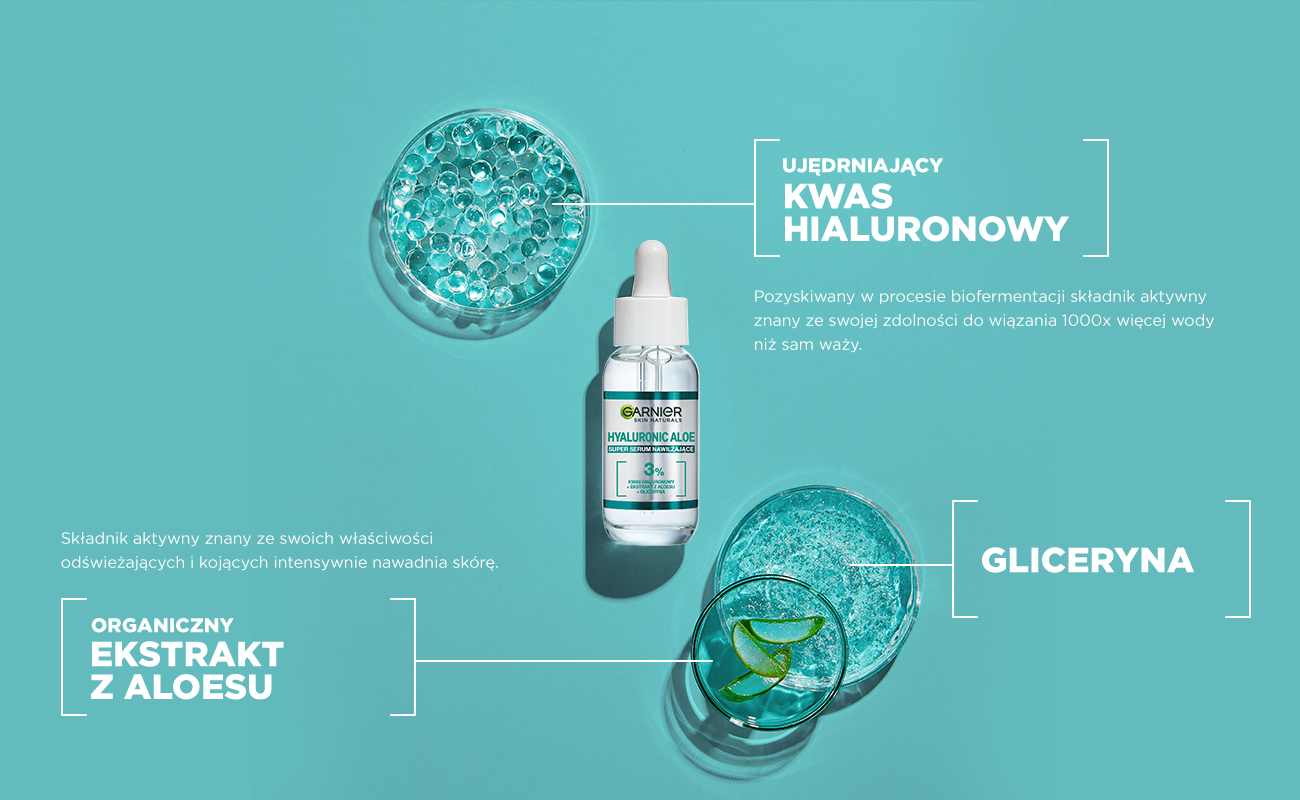 UJĘDRNIAJĄCY
KWAS
HIALURONOWY
Pozyskiwany w procesie biofermentacji składnik aktywny
znany ze swojej zdolności do wiązania 1000x więcej wody
niż sam waży.
GARNIER
SKIN NATURALS
HYALURONIC ALOE
SUPER SERUM NAWILŻAJĄCE
3%
KWAS HIALURONOWY
+ EKSTRAKT Z ALOESU
+ GLICERYNA
GLICERYNA
Składnik aktywny znany ze swoich właściwości
odświeżających i kojących intensywnie nawadnia skórę.
ORGANICZNY
EKSTRAKT
Z ALOESU